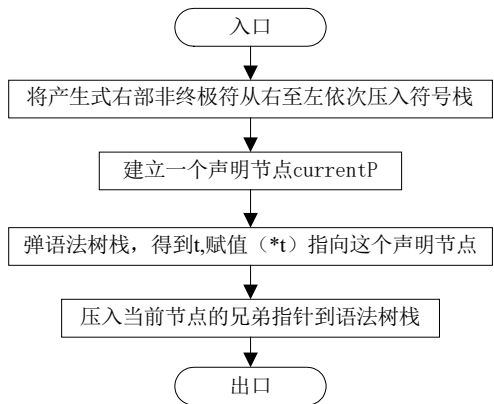 入口
将产生式右部非终极符从右至左依次压入符号栈
建立一个声明节点currentP
弹语法树栈，得到t,赋值（*t）指向这个声明节点
压入当前节点的兄弟指针到语法树栈
出口